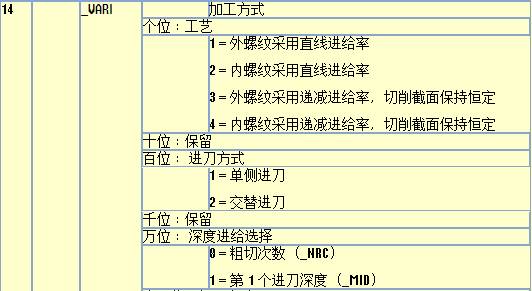 14 _VARI 加工方式
个位：工艺
1＝外螺纹采用直线进给率
2＝内螺纹采用直线进给率
3＝外螺纹采用递减进给率，切削截面保持恒定
4＝内螺纹采用递减进给率，切削截面保持恒定
十位：保留
百位： 进刀方式
1＝单侧进刀
2＝交替进刀
千位：保留
万位： 深度进给选择
0＝粗切次数（_NRC）
1＝第 1 个进刀深度（_MID）